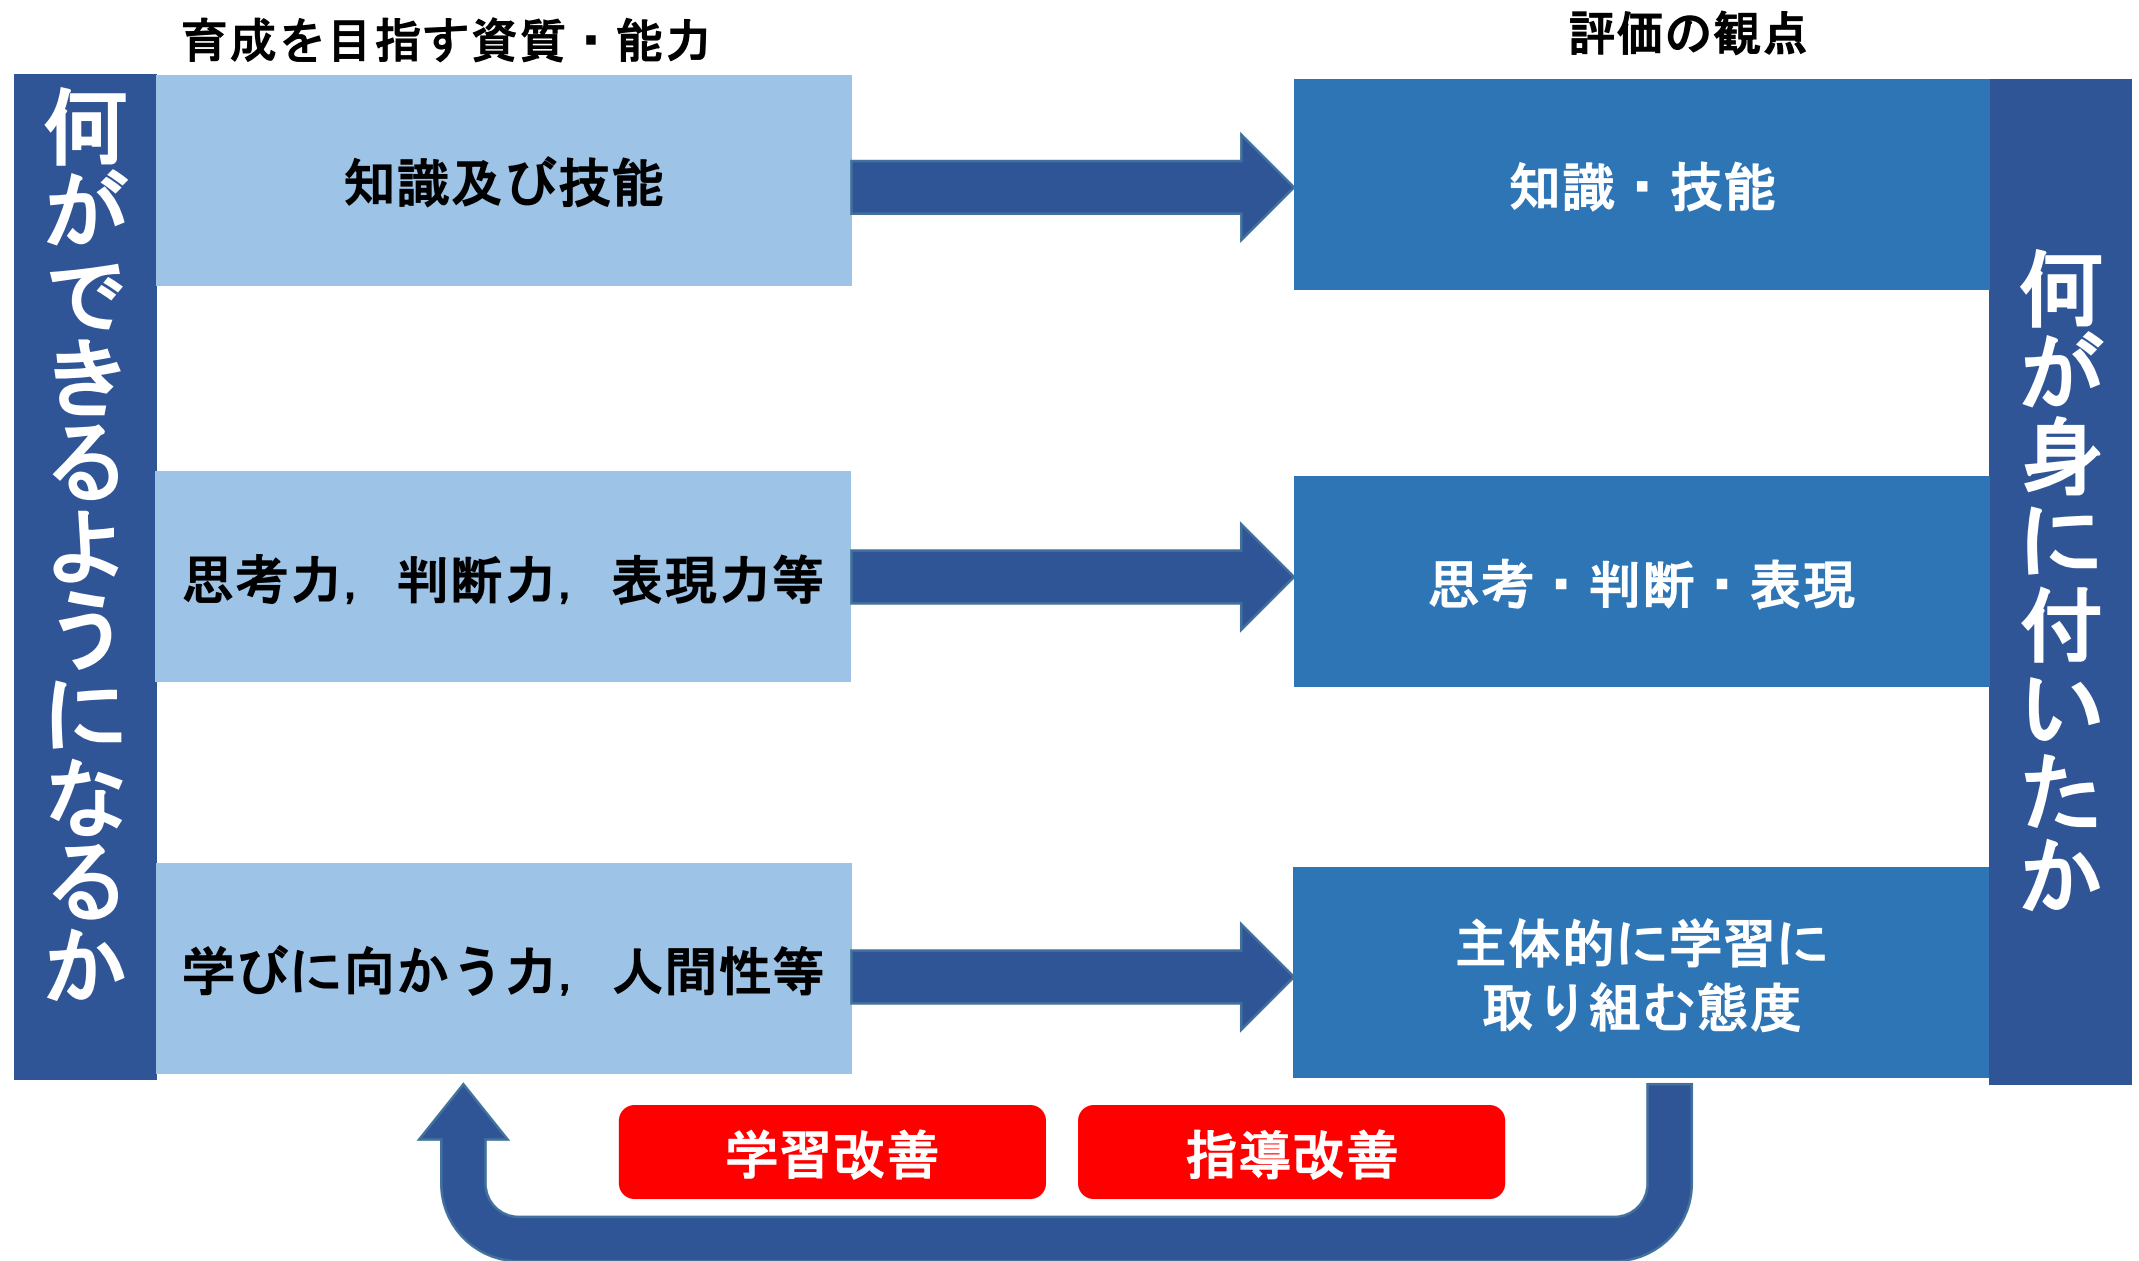 育成を目指す資質・能力
評価の観点
何ができるようになるか
知識及び技能
知識・技能
思考力，判断力，表現力等
思考・判断・表現
学びに向かう力，人間性等
主体的に学習に
取り組む態度
何が身に付いたか
学習改善
指導改善